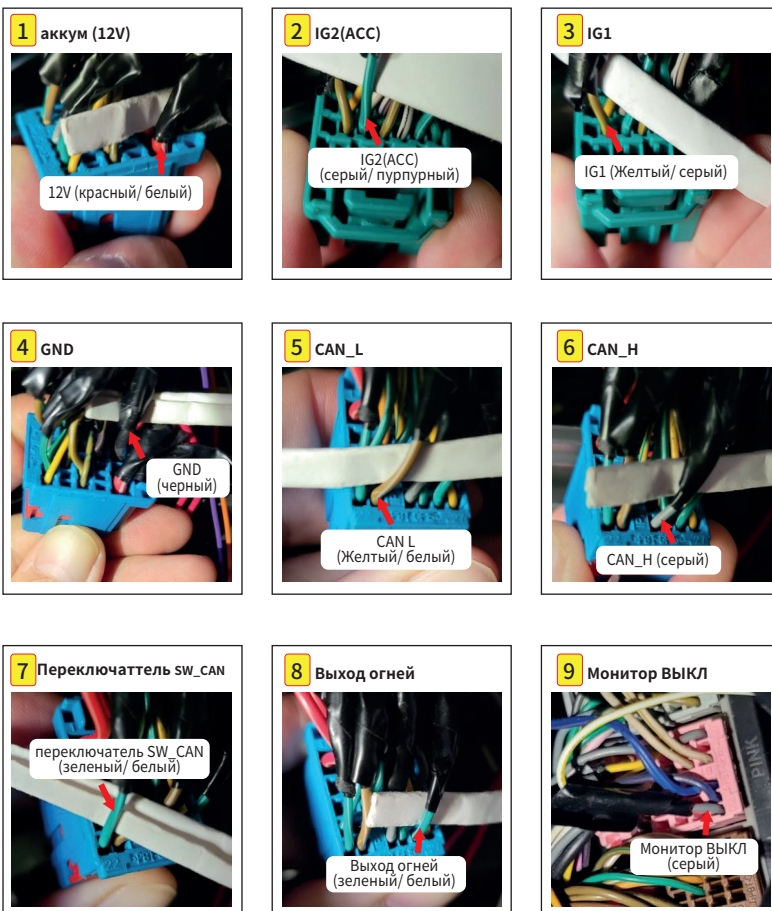 1 аккум (12V)
12V (красный/ белый)
2 IG2(ACC)
IG2(ACC)
(серый/ пурпурный)
3 IG1
IG1 (Желтый/ серый)
4 GND
GND
(черный)
5 CAN_L
CAN L
(Желтый/ белый)
6 CAN_H
CAN_H (серый)
7 Переключаттель SW_CAN
переключатель SW_CAN
(зеленый/ белый)
8 Выход огней
Выход огней
(зеленый/ белый)
9 Монитор ВЫКЛ
PINK
Монитор ВЫКЛ
(серый)